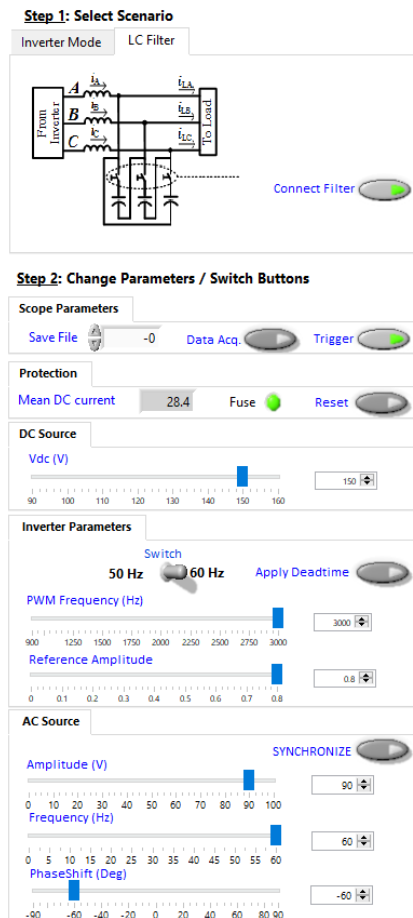 Step 1: Select Scenario
Inverter Mode LC Filter
From Inverter
A iA
B iB
C iC
iLA
iLB
iLC
To Load
Connect Filter
Step 2: Change Parameters / Switch Buttons
Scope Parameters
Save File -0 Data Acq. Trigger
Protection
Mean DC current 28.4 Fuse Reset
DC Source
Vdc (V)
150
90 100 110 120 130 140 150 160
Inverter Parameters
Switch
50 Hz 60 Hz Apply Deadtime
PWM Frequency (Hz)
3000
900 1250 1500 1750 2000 2250 2500 2750 3000
Reference Amplitude
0.8
0 0.1 0.2 0.3 0.4 0.5 0.6 0.7 0.8
AC Source
SYNCHRONIZE
Amplitude (V)
90
0 10 20 30 40 50 60 70 80 90 100
Frequency (Hz)
60
0 5 10 15 20 25 30 35 40 45 50 55 60
PhaseShift (Deg)
-60
-90 -60 -40 -20 0 20 40 60 80 90